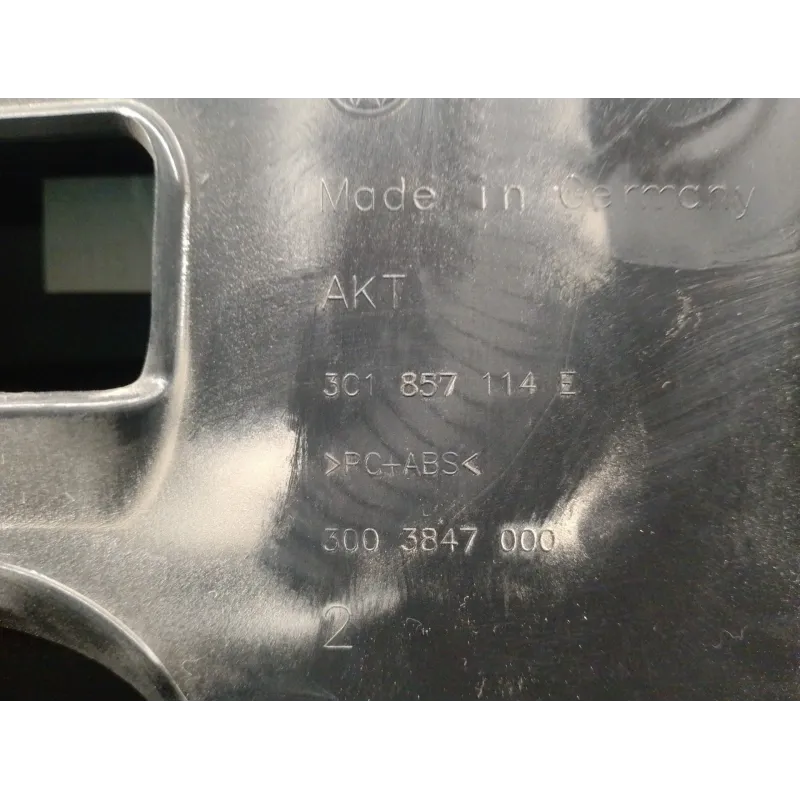 Made in Germany
AKT
3C1 857 114 E
>PC+ABS<
300 3847 000
2